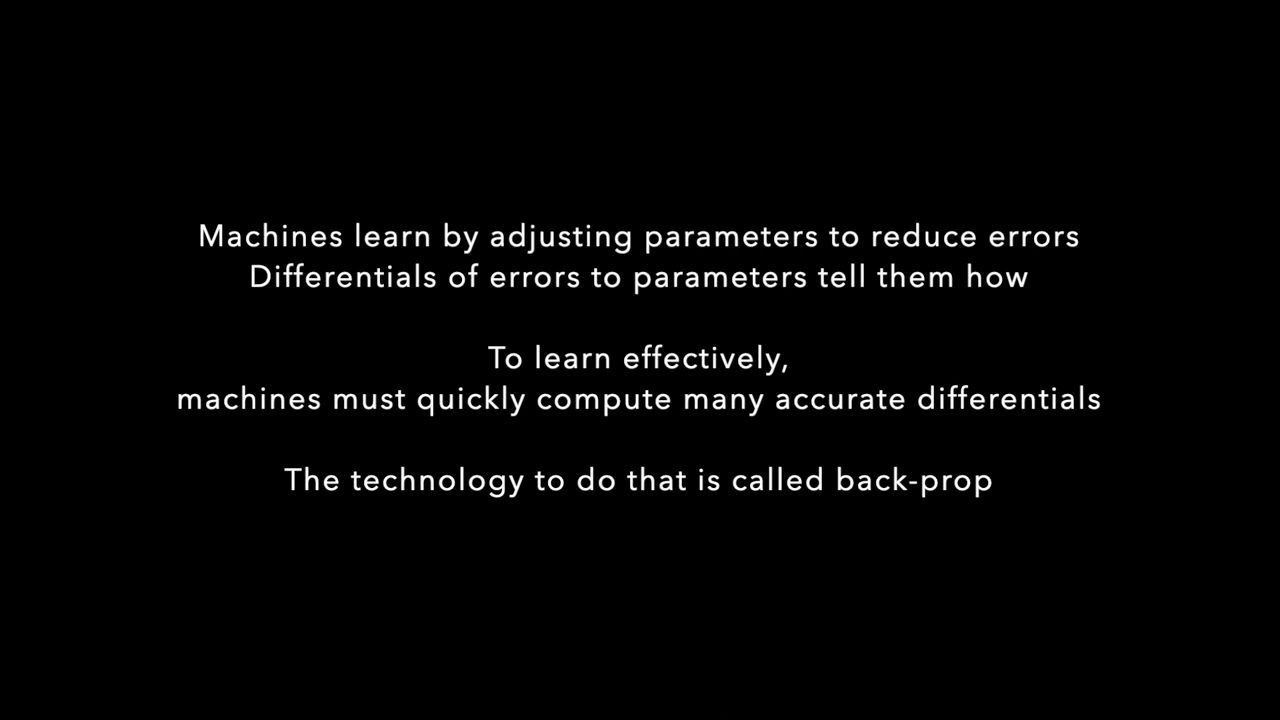 Machines learn by adjusting parameters to reduce errors
Differentials of errors to parameters tell them how
To learn effectively,
machines must quickly compute many accurate differentials
The technology to do that is called back-prop